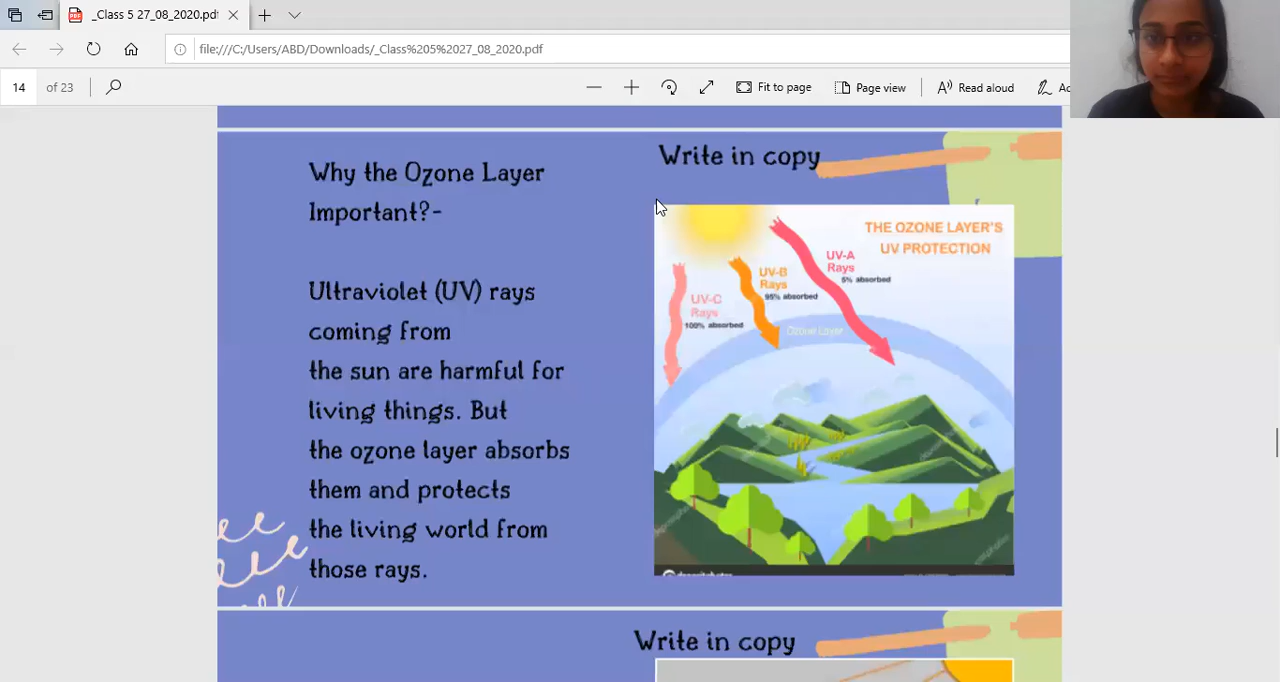 _Class 5 27_08_2020.pdf
file:///C:/Users/ABD/Downloads/_Class%205%2027_08_2020.pdf
14 of 23
Fit to page
Page view
Read aloud
Why the Ozone Layer
Important?-
Ultraviolet (UV) rays
coming from
the sun are harmful for
living things. But
the ozone layer absorbs
them and protects
the living world from
those rays.
Write in copy
THE OZONE LAYER'S
UV PROTECTION
UV-A
Rays
5% absorbed
UV-B
Rays
95% absorbed
UV-C
Rays
100% absorbed
Ozone Layer
Write in copy